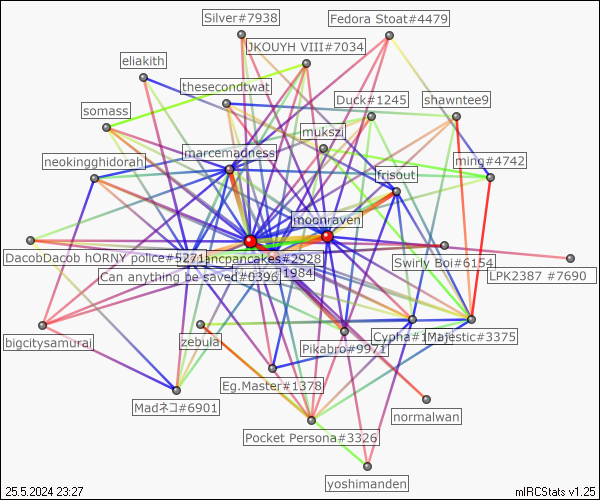 Silver#7938
Fedora Stoat#4479
JKOUYH VIII#7034
eliakith
thesecondtwat
Duck#1245
shawntee9
somass
mukszi
marcemadness
neokingghidorah
ming#4742
frisout
moonraven
DacobDacob hORNY police#5271
ancpancakes#2928
Swirly Boi#6154
Can anything be saved#6396
1984
LPK2387 #7690
bigcitysamurai
zebula
Pikabro#9971
Cypha#1
Majestic#3375
Eg.Master#1378
Madネコ#6901
normalwan
Pocket Persona#3326
yoshimanden
25.5.2024 23:27
mIRCStats v1.25